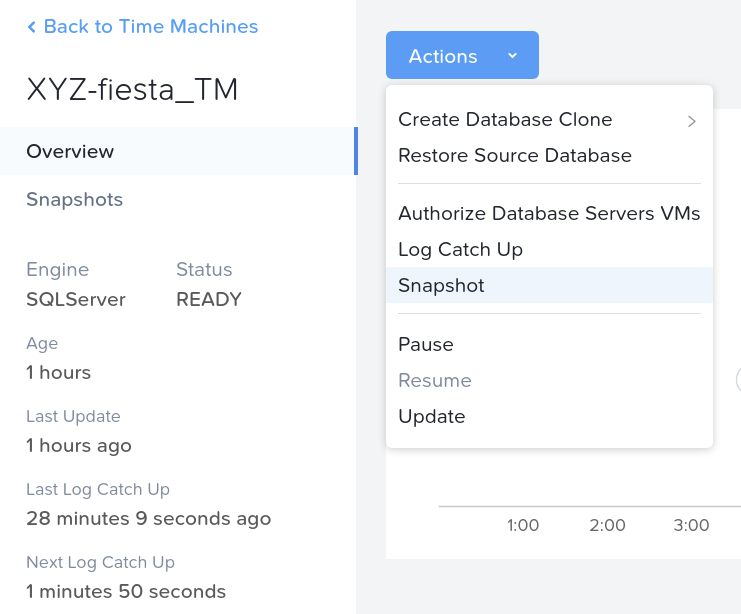 Back to Time Machines
XYZ-fiesta_TM
Overview
Snapshots
Engine Status
SQLServer READY
Age
1 hours
Last Update
1 hours ago
Last Log Catch Up
28 minutes 9 seconds ago
Next Log Catch Up
1 minutes 50 seconds
Actions
Create Database Clone
Restore Source Database
Authorize Database Servers VMs
Log Catch Up
Snapshot
Pause
Resume
Update
1:00 2:00 3:00